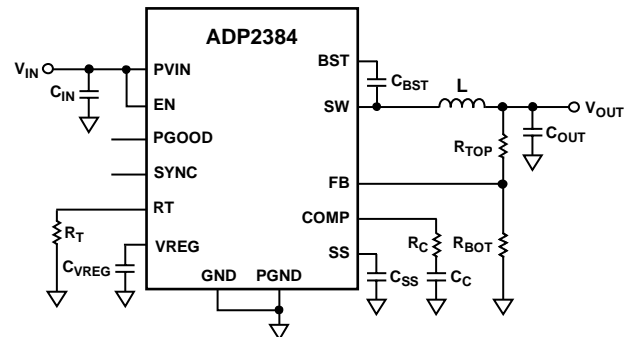 ADP2384
VIN
CIN
PVIN
EN
PGOOD
SYNC
RT
RT
VREG
CVREG
GND
PGND
BST
CBST
SW
L
VOUT
COUT
RTOP
FB
COMP
RC
RBOT
SS
CSS
CC